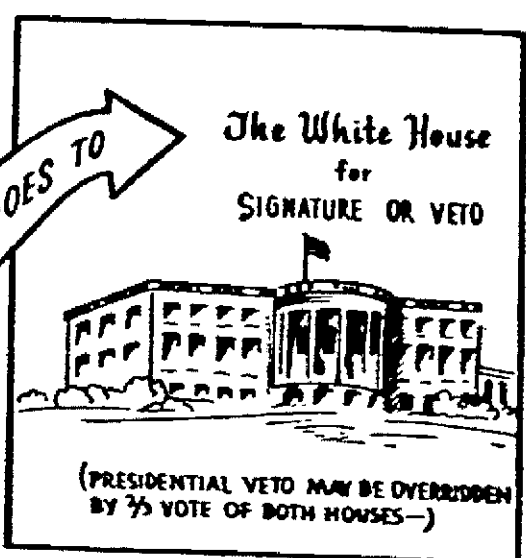 OES TO
The White House
for
SIGNATURE OR VETO
(PRESIDENTIAL VETO MAY BE OVERRIDDEN
BY 2/3 VOTE OF BOTH HOUSES—)